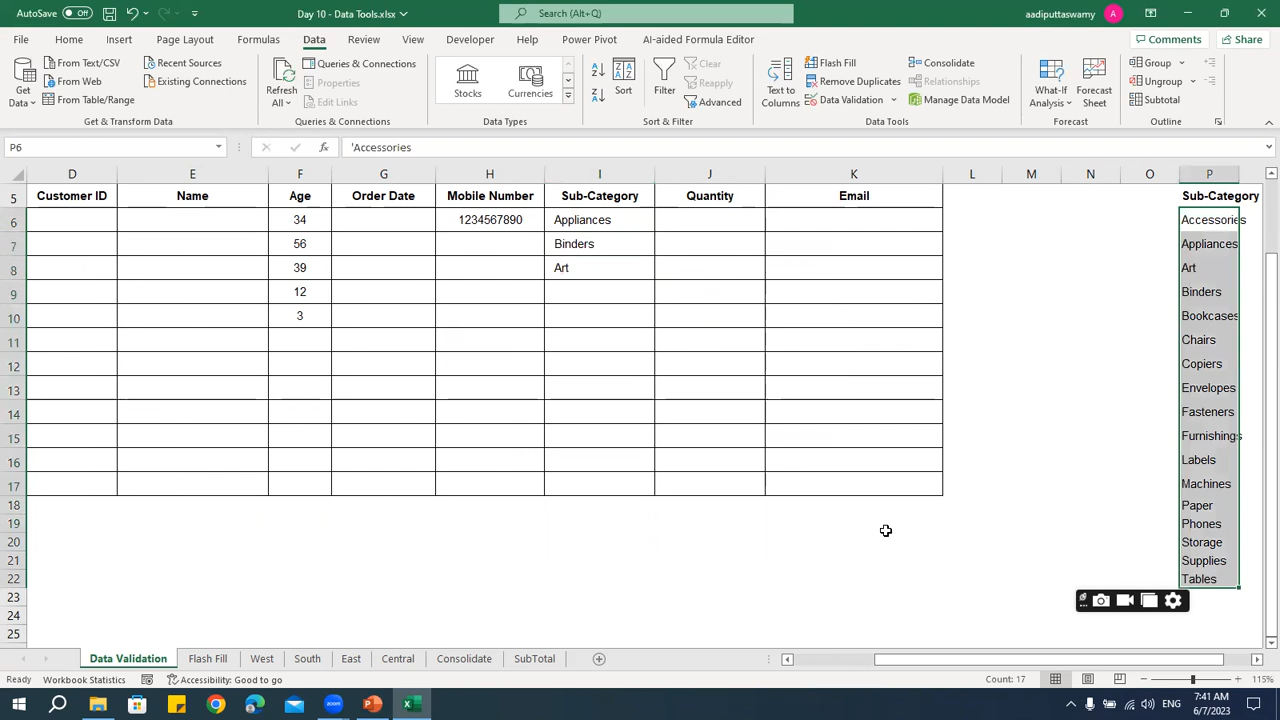 AutoSave Off Day 10 - Data Tools.xlsx Search (Alt+Q) aadiputtaswamy A
File Home Insert Page Layout Formulas Data Review View Developer Help Power Pivot AI-aided Formula Editor Comments Share
Get Data
From Text/CSV
From Web
From Table/Range
Recent Sources
Existing Connections
Get & Transform Data
Refresh All
Queries & Connections
Properties
Edit Links
Queries & Connections
Stocks Currencies
Data Types
Sort
Filter
Clear
Reapply
Advanced
Sort & Filter
Text to Columns
Flash Fill
Remove Duplicates
Data Validation
Consolidate
Relationships
Manage Data Model
Data Tools
What-If Analysis
Forecast Sheet
Forecast
Group
Ungroup
Subtotal
Outline
P6 fx 'Accessories
D E F G H I J K L M N O P
5 Customer ID Name Age Order Date Mobile Number Sub-Category Quantity Email Sub-Category
6 34 1234567890 Appliances Accessories
7 56 Binders Appliances
8 39 Art Art
9 12 Binders
10 3 Bookcases
11 Chairs
12 Copiers
13 Envelopes
14 Fasteners
15 Furnishings
16 Labels
17 Machines
18 Paper
19 Phones
20 Storage
21 Supplies
22 Tables
23
24
25
Data Validation Flash Fill West South East Central Consolidate SubTotal
Ready Workbook Statistics Accessibility: Good to go Count: 17 115%
zoom ENG 7:41 AM
6/7/2023